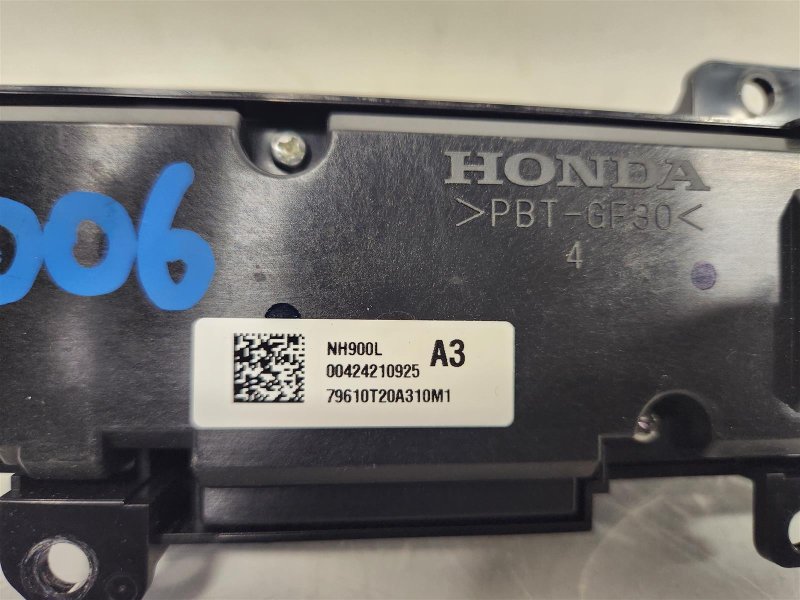 HONDA
>PBT-GF30<
4
006
NH900L A3
00424210925
79610T20A310M1